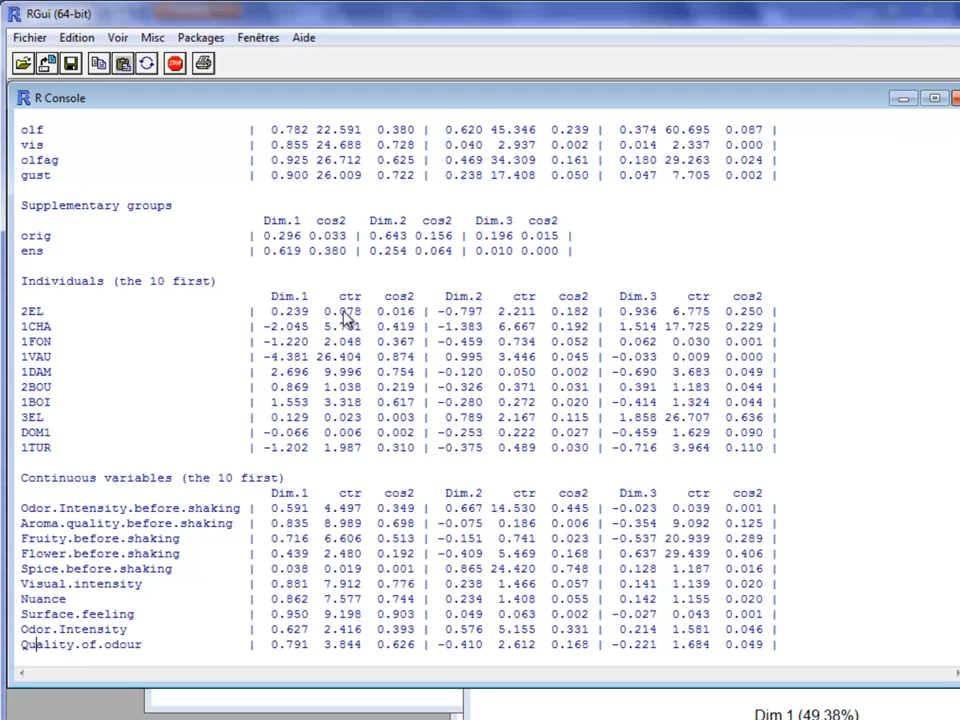 RGui (64-bit)
Fichier Edition Voir Misc Packages Fenêtres Aide
STOP
R Console
olf | 0.782 22.591 0.380 | 0.620 45.346 0.239 | 0.374 60.695 0.087 |
vis | 0.855 24.688 0.728 | 0.040 2.937 0.002 | 0.014 2.337 0.000 |
olfag | 0.925 26.712 0.625 | 0.469 34.309 0.161 | 0.180 29.263 0.024 |
gust | 0.900 26.009 0.722 | 0.238 17.408 0.050 | 0.047 7.705 0.002 |
Supplementary groups
Dim.1 cos2 Dim.2 cos2 Dim.3 cos2
orig | 0.296 0.033 | 0.643 0.156 | 0.196 0.015 |
ens | 0.619 0.380 | 0.254 0.064 | 0.010 0.000 |
Individuals (the 10 first)
Dim.1 ctr cos2 Dim.2 ctr cos2 Dim.3 ctr cos2
2EL | 0.239 0.078 0.016 | -0.797 2.211 0.182 | 0.936 6.775 0.250 |
1CHA | -2.045 0.419 | -1.383 6.667 0.192 | 1.514 17.725 0.229 |
1FON | -1.220 2.048 0.367 | -0.459 0.734 0.052 | 0.062 0.030 0.001 |
1VAU | -4.381 26.404 0.874 | 0.995 3.446 0.045 | -0.033 0.009 0.000 |
1DAM | 2.696 9.996 0.754 | -0.120 0.050 0.002 | -0.690 3.683 0.049 |
2BOU | 0.869 1.038 0.219 | -0.326 0.371 0.031 | 0.391 1.183 0.044 |
1BOI | 1.553 3.318 0.617 | -0.280 0.272 0.020 | -0.414 1.324 0.044 |
3EL | 0.129 0.023 0.003 | 0.789 2.167 0.115 | 1.858 26.707 0.636 |
DOM1 | -0.066 0.006 0.002 | -0.253 0.222 0.027 | -0.459 1.629 0.090 |
1TUR | -1.202 1.987 0.310 | -0.375 0.489 0.030 | -0.716 3.964 0.110 |
Continuous variables (the 10 first)
Dim.1 ctr cos2 Dim.2 ctr cos2 Dim.3 ctr cos2
Odor.Intensity.before.shaking | 0.591 4.497 0.349 | 0.667 14.530 0.445 | -0.023 0.039 0.001 |
Aroma.quality.before.shaking | 0.835 8.989 0.698 | -0.075 0.186 0.006 | -0.354 9.092 0.125 |
Fruity.before.shaking | 0.716 6.606 0.513 | -0.151 0.741 0.023 | -0.537 20.939 0.289 |
Flower.before.shaking | 0.439 2.480 0.192 | -0.409 5.469 0.168 | 0.637 29.439 0.406 |
Spice.before.shaking | 0.038 0.019 0.001 | 0.865 24.420 0.748 | 0.128 1.187 0.016 |
Visual.intensity | 0.881 7.912 0.776 | 0.238 1.466 0.057 | 0.141 1.139 0.020 |
Nuance | 0.862 7.577 0.744 | 0.234 1.408 0.055 | 0.142 1.155 0.020 |
Surface.feeling | 0.950 9.198 0.903 | 0.049 0.063 0.002 | -0.027 0.043 0.001 |
Odor.Intensity | 0.627 2.416 0.393 | 0.576 5.155 0.331 | 0.214 1.581 0.046 |
Quality.of.odour | 0.791 3.844 0.626 | -0.410 2.612 0.168 | -0.221 1.684 0.049 |
Dim 1 (49.38%)